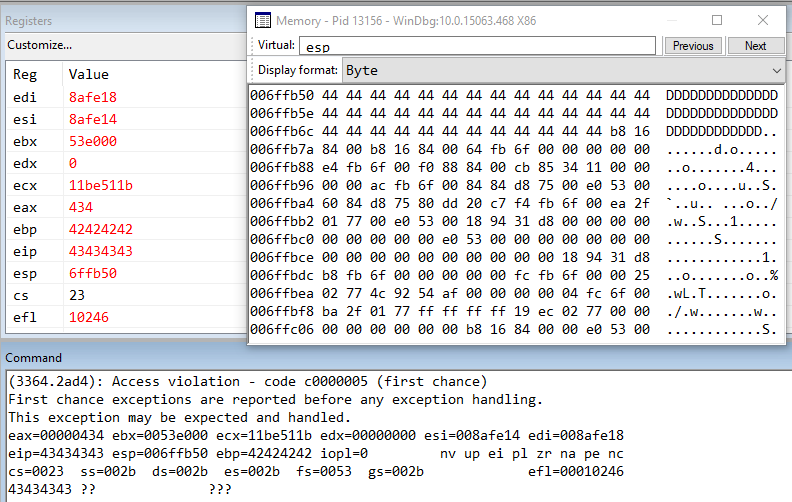 Registers
Customize...
Reg Value
edi 8afe18
esi 8afe14
ebx 53e000
edx 0
ecx 11be511b
eax 434
ebp 42424242
eip 43434343
esp 6ffb50
cs 23
efl 10246
Memory - Pid 13156 - WinDbg:10.0.15063.468 X86
Virtual: esp Previous Next
Display format: Byte
006ffb50 44 44 44 44 44 44 44 44 44 44 44 44 44 44 DDDDDDDDDDDDDD
006ffb5e 44 44 44 44 44 44 44 44 44 44 44 44 44 44 DDDDDDDDDDDDDD
006ffb6c 44 44 44 44 44 44 44 44 44 44 44 44 b8 16 DDDDDDDDDDDD..
006ffb7a 84 00 b8 16 84 00 64 fb 6f 00 00 00 00 00 ......d.o.....
006ffb88 e4 fb 6f 00 f0 88 84 00 cb 85 34 11 00 00 ..o.......4...
006ffb96 00 00 ac fb 6f 00 84 84 d8 75 00 e0 53 00 ....o....u..S.
006ffba4 60 84 d8 75 80 dd 20 c7 f4 fb 6f 00 ea 2f `..u.. ...o../
006ffbb2 01 77 00 e0 53 00 18 94 31 d8 00 00 00 00 .w..S...1.....
006ffbc0 00 00 00 00 e0 53 00 00 00 00 00 00 00 00 .....S........
006ffbce 00 00 00 00 00 00 00 00 00 00 18 94 31 d8 ............1.
006ffbdc b8 fb 6f 00 00 00 00 00 fc fb 6f 00 00 25 ..o.......o..%
006ffbea 02 77 4c 92 54 af 00 00 00 00 04 fc 6f 00 .wL.T.......o.
006ffbf8 ba 2f 01 77 ff ff ff ff 19 ec 02 77 00 00 ./.w.......w..
006ffc06 00 00 00 00 00 00 b8 16 84 00 00 e0 53 00 ............S.
Command
(3364.2ad4): Access violation - code c0000005 (first chance)
First chance exceptions are reported before any exception handling.
This exception may be expected and handled.
eax=00000434 ebx=0053e000 ecx=11be511b edx=00000000 esi=008afe14 edi=008afe18
eip=43434343 esp=006ffb50 ebp=42424242 iopl=0 nv up ei pl zr na pe nc
cs=0023 ss=002b ds=002b es=002b fs=0053 gs=002b efl=00010246
43434343 ?? ???